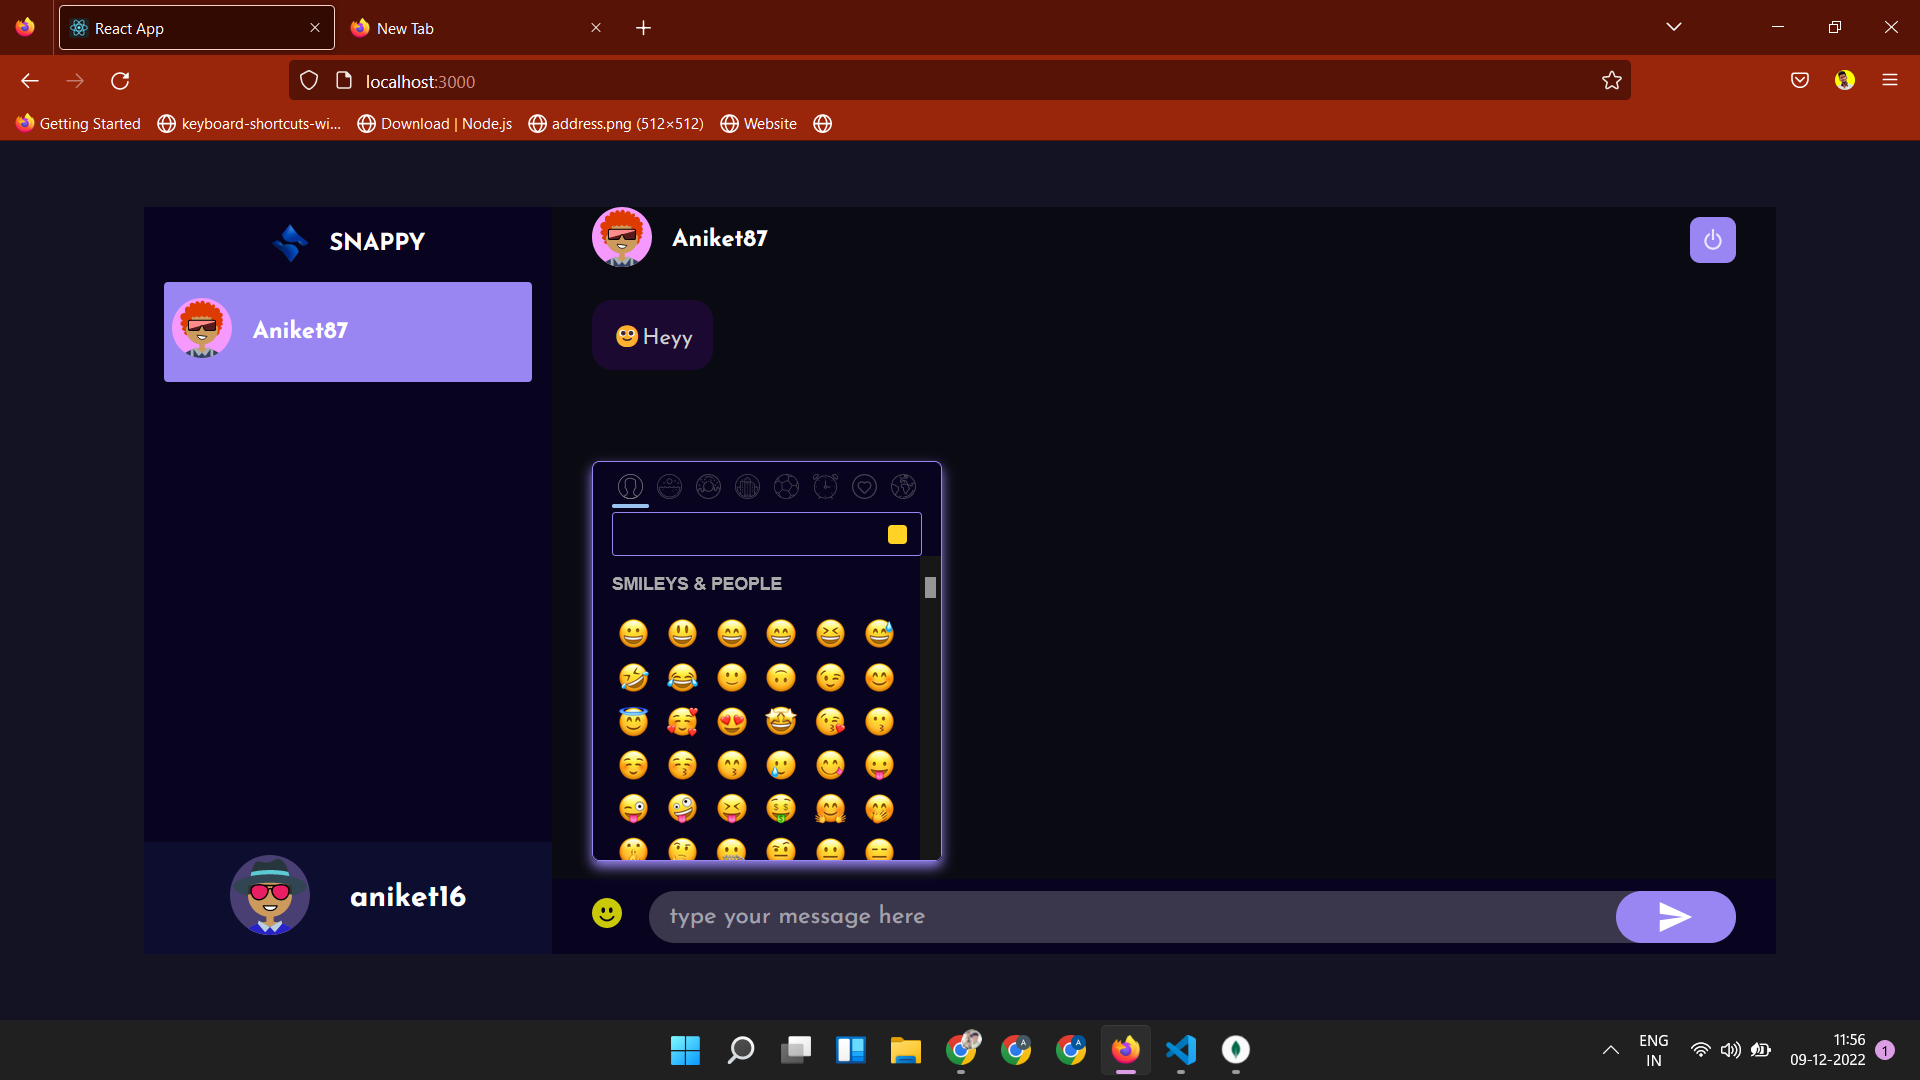 React App
New Tab
localhost:3000
Getting Started
keyboard-shortcuts-wi...
Download | Node.js
address.png (512×512)
Website
SNAPPY
Aniket87
Aniket87
Heyy
SMILEYS & PEOPLE
aniket16
type your message here
ENG
IN
11:56
09-12-2022
1